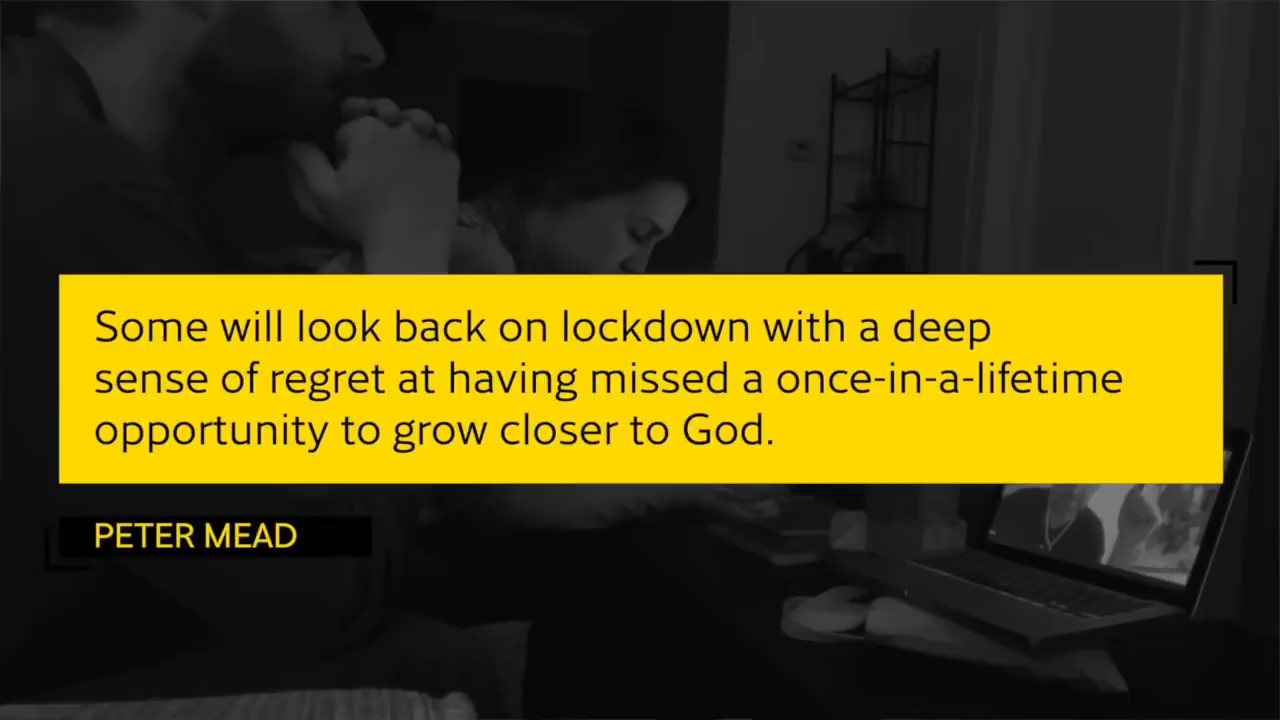 Some will look back on lockdown with a deep
sense of regret at having missed a once-in-a-lifetime
opportunity to grow closer to God.
PETER MEAD